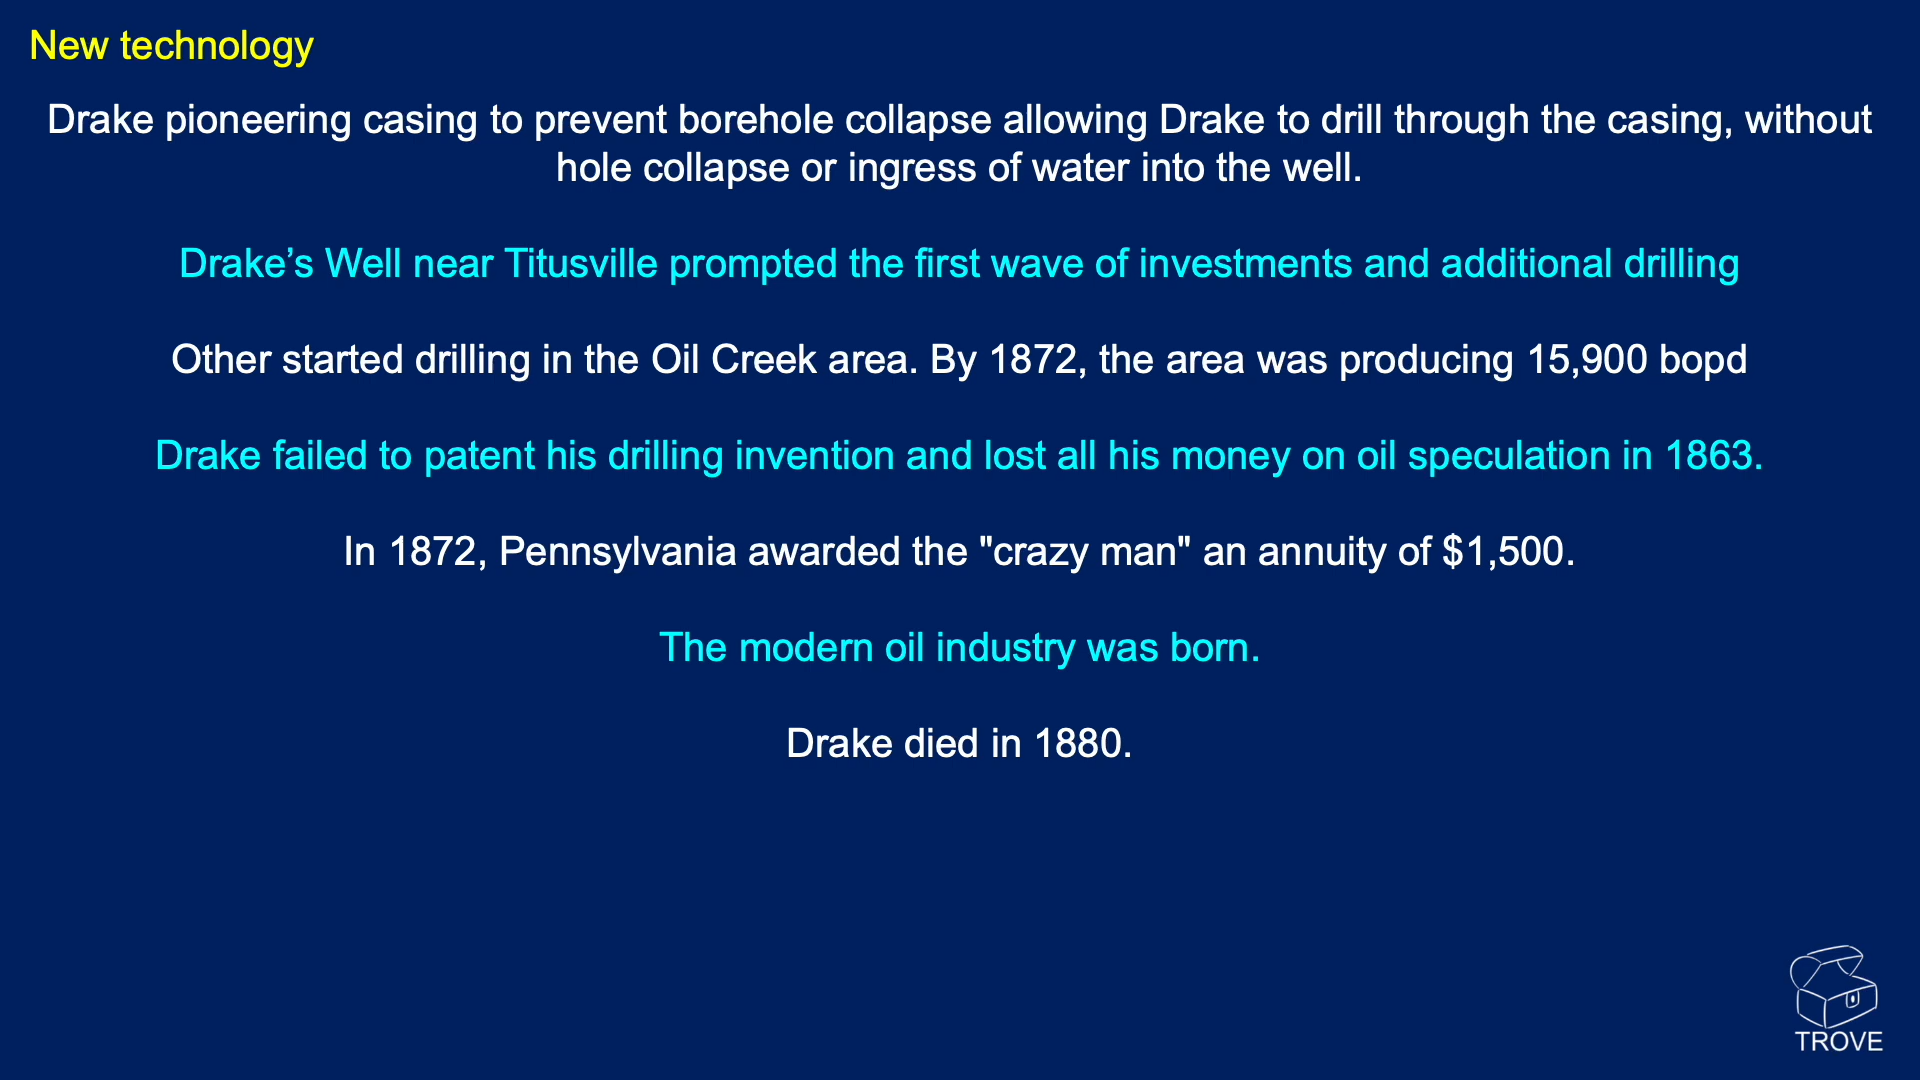 New technology
Drake pioneering casing to prevent borehole collapse allowing Drake to drill through the casing, without
hole collapse or ingress of water into the well.
Drake’s Well near Titusville prompted the first wave of investments and additional drilling
Other started drilling in the Oil Creek area. By 1872, the area was producing 15,900 bopd
Drake failed to patent his drilling invention and lost all his money on oil speculation in 1863.
In 1872, Pennsylvania awarded the "crazy man" an annuity of $1,500.
The modern oil industry was born.
Drake died in 1880.
TROVE